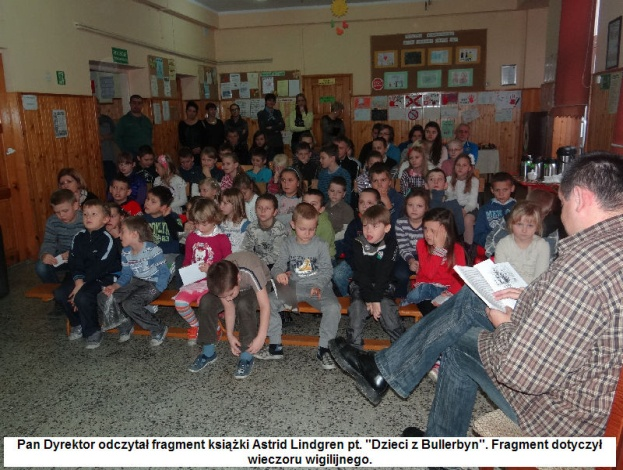 Pan Dyrektor odczytał fragment książki Astrid Lindgren pt. "Dzieci z Bullerbyn". Fragment dotyczył
wieczoru wigilijnego.